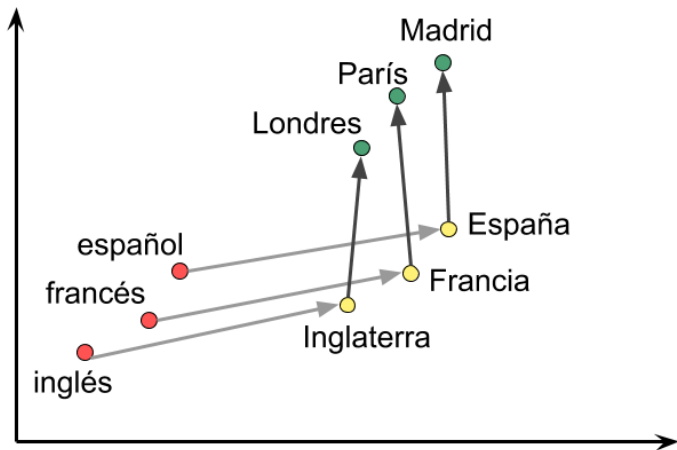 Madrid
París
Londres
España
español
Francia
francés
Inglaterra
inglés